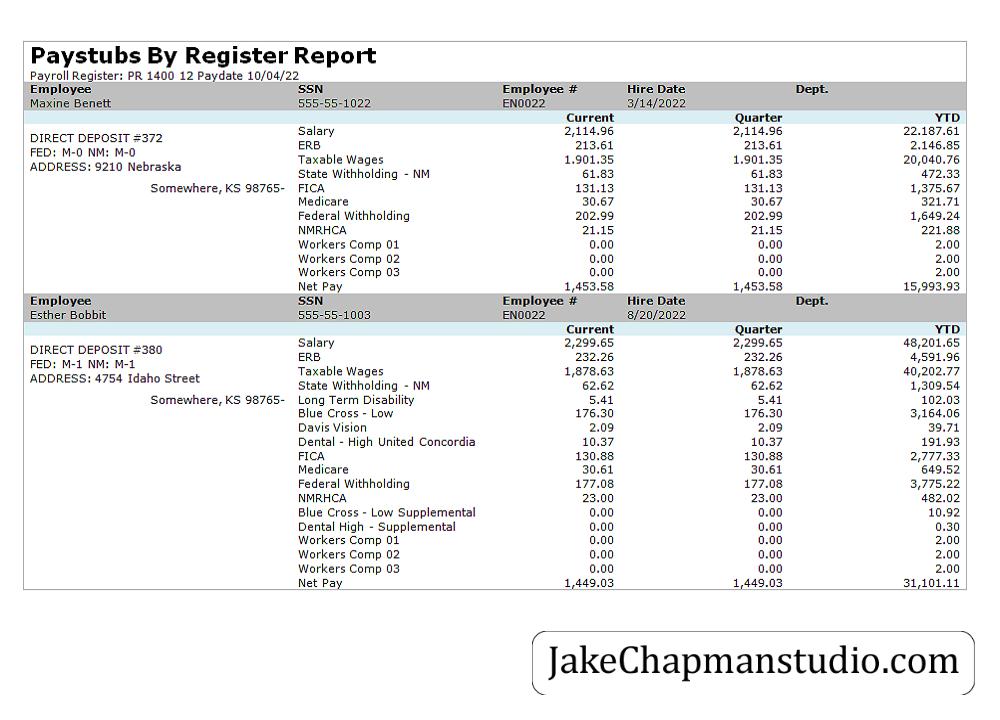 Paystubs By Register Report
Payroll Register: PR 1400 12 Paydate 10/04/22
Employee SSN Employee # Hire Date Dept.
Maxine Benett 555-55-1022 EN0022 3/14/2022
Current Quarter YTD
DIRECT DEPOSIT #372
FED: M-0 NM: M-0
ADDRESS: 9210 Nebraska
Somewhere, KS 98765-
Salary 2,114.96 2,114.96 22.187.61
ERB 213.61 213.61 2.146.85
Taxable Wages 1.901.35 1.901.35 20,040.76
State Withholding - NM 61.83 61.83 472.33
FICA 131.13 131.13 1,375.67
Medicare 30.67 30.67 321.71
Federal Withholding 202.99 202.99 1,649.24
NMRHCA 21.15 21.15 221.88
Workers Comp 01 0.00 0.00 2.00
Workers Comp 02 0.00 0.00 2.00
Workers Comp 03 0.00 0.00 2.00
Net Pay 1,453.58 1,453.58 15,993.93
Employee SSN Employee # Hire Date Dept.
Esther Bobbit 555-55-1003 EN0022 8/20/2022
Current Quarter YTD
DIRECT DEPOSIT #380
FED: M-1 NM: M-1
ADDRESS: 4754 Idaho Street
Somewhere, KS 98765-
Salary 2,299.65 2,299.65 48,201.65
ERB 232.26 232.26 4,591.96
Taxable Wages 1,878.63 1,878.63 40,202.77
State Withholding - NM 62.62 62.62 1,309.54
Long Term Disability 5.41 5.41 102.03
Blue Cross - Low 176.30 176.30 3,164.06
Davis Vision 2.09 2.09 39.71
Dental - High United Concordia 10.37 10.37 191.93
FICA 130.88 130.88 2,777.33
Medicare 30.61 30.61 649.52
Federal Withholding 177.08 177.08 3,775.22
NMRHCA 23.00 23.00 482.02
Blue Cross - Low Supplemental 0.00 0.00 10.92
Dental High - Supplemental 0.00 0.00 0.30
Workers Comp 01 0.00 0.00 2.00
Workers Comp 02 0.00 0.00 2.00
Workers Comp 03 0.00 0.00 2.00
Net Pay 1,449.03 1,449.03 31,101.11
JakeChapmanstudio.com